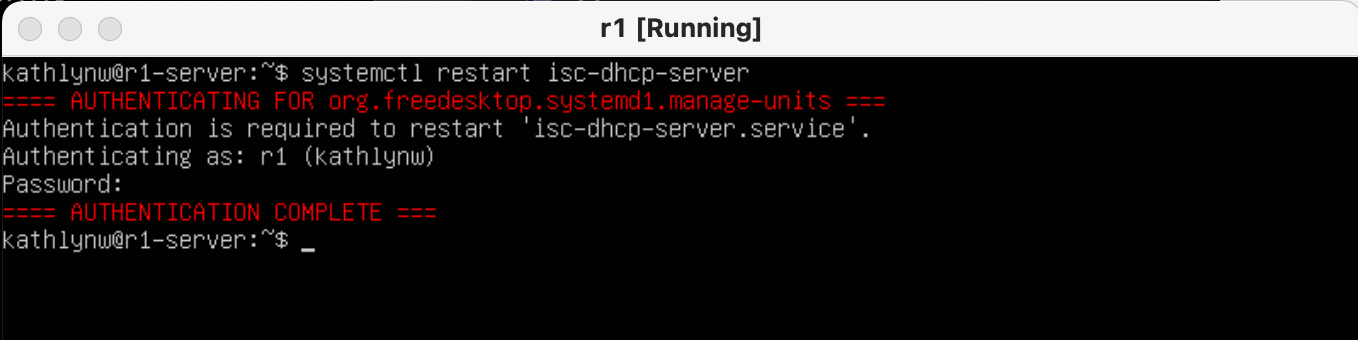 r1 [Running]
kathlynw@r1-server:~$ systemctl restart isc-dhcp-server
==== AUTHENTICATING FOR org.freedesktop.systemd1.manage-units ===
Authentication is required to restart 'isc-dhcp-server.service'.
Authenticating as: r1 (kathlynw)
Password:
==== AUTHENTICATION COMPLETE ===
kathlynw@r1-server:~$ _